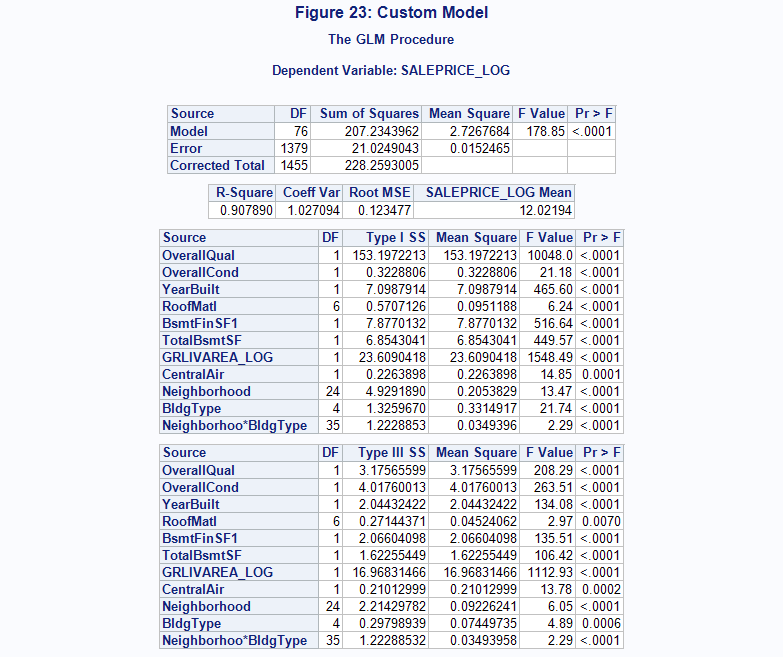 Figure 23: Custom Model
The GLM Procedure
Dependent Variable: SALEPRICE_LOG
Source DF Sum of Squares Mean Square F Value Pr > F
Model 76 207.2343962 2.7267684 178.85 <.0001
Error 1379 21.0249043 0.0152465
Corrected Total 1455 228.2593005
R-Square Coeff Var Root MSE SALEPRICE_LOG Mean
0.907890 1.027094 0.123477 12.02194
Source DF Type I SS Mean Square F Value Pr > F
OverallQual 1 153.1972213 153.1972213 10048.0 <.0001
OverallCond 1 0.3228806 0.3228806 21.18 <.0001
YearBuilt 1 7.0987914 7.0987914 465.60 <.0001
RoofMatl 6 0.5707126 0.0951188 6.24 <.0001
BsmtFinSF1 1 7.8770132 7.8770132 516.64 <.0001
TotalBsmtSF 1 6.8543041 6.8543041 449.57 <.0001
GRLIVAREA_LOG 1 23.6090418 23.6090418 1548.49 <.0001
CentralAir 1 0.2263898 0.2263898 14.85 0.0001
Neighborhood 24 4.9291890 0.2053829 13.47 <.0001
BldgType 4 1.3259670 0.3314917 21.74 <.0001
Neighborhoo*BldgType 35 1.2228853 0.0349396 2.29 <.0001
Source DF Type III SS Mean Square F Value Pr > F
OverallQual 1 3.17565599 3.17565599 208.29 <.0001
OverallCond 1 4.01760013 4.01760013 263.51 <.0001
YearBuilt 1 2.04432422 2.04432422 134.08 <.0001
RoofMatl 6 0.27144371 0.04524062 2.97 0.0070
BsmtFinSF1 1 2.06604098 2.06604098 135.51 <.0001
TotalBsmtSF 1 1.62255449 1.62255449 106.42 <.0001
GRLIVAREA_LOG 1 16.96831466 16.96831466 1112.93 <.0001
CentralAir 1 0.21012999 0.21012999 13.78 0.0002
Neighborhood 24 2.21429782 0.09226241 6.05 <.0001
BldgType 4 0.29798939 0.07449735 4.89 0.0006
Neighborhoo*BldgType 35 1.22288532 0.03493958 2.29 <.0001